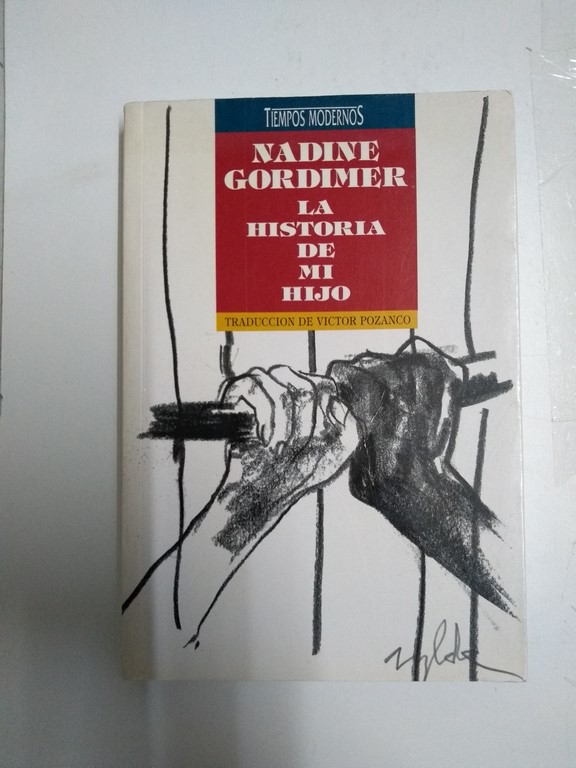 TIEMPOS MODERNOS
NADINE
GORDIMER
LA
HISTORIA
DE
MI
HIJO
TRADUCCION DE VICTOR POZANCO